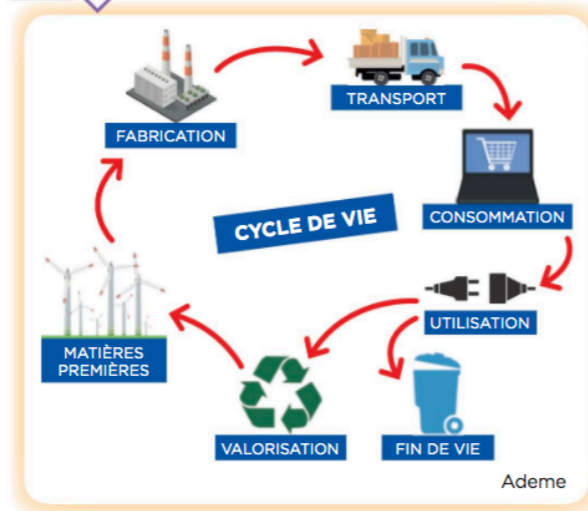 TRANSPORT
FABRICATION
CONSOMMATION
CYCLE DE VIE
UTILISATION
MATIÈRES
PREMIÈRES
VALORISATION
FIN DE VIE
Ademe